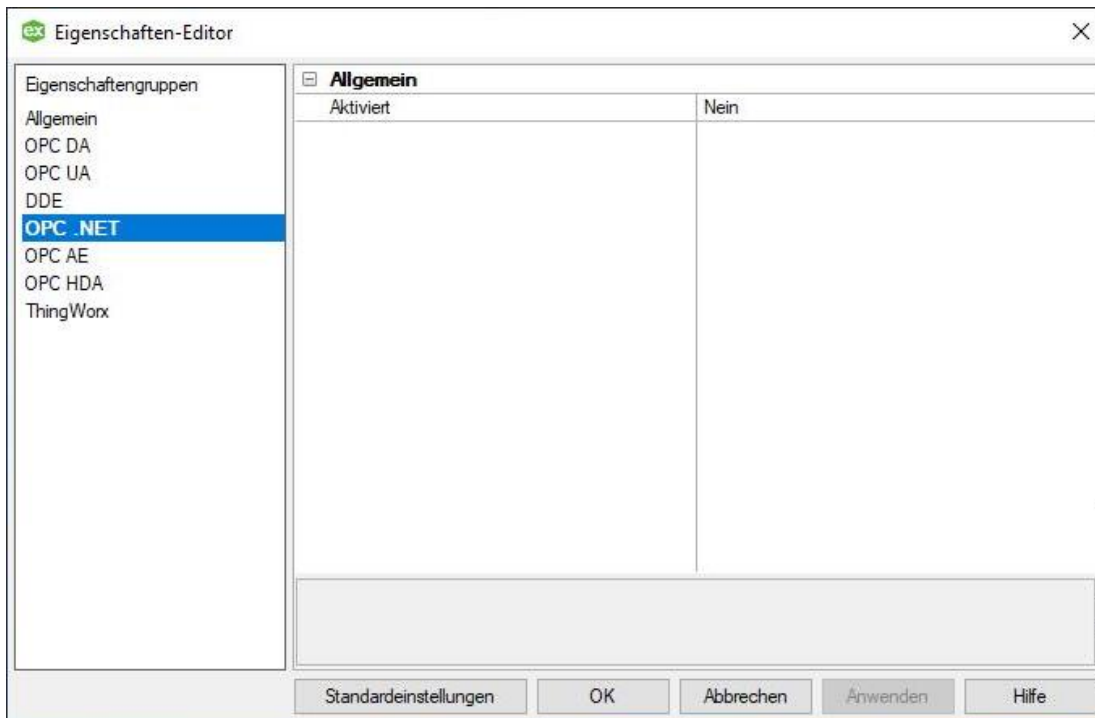 ex Eigenschaften-Editor
Eigenschaftengruppen
Allgemein
OPC DA
OPC UA
DDE
OPC .NET
OPC AE
OPC HDA
ThingWorx
Allgemein
Aktiviert Nein
Standardeinstellungen OK Abbrechen Anwenden Hilfe